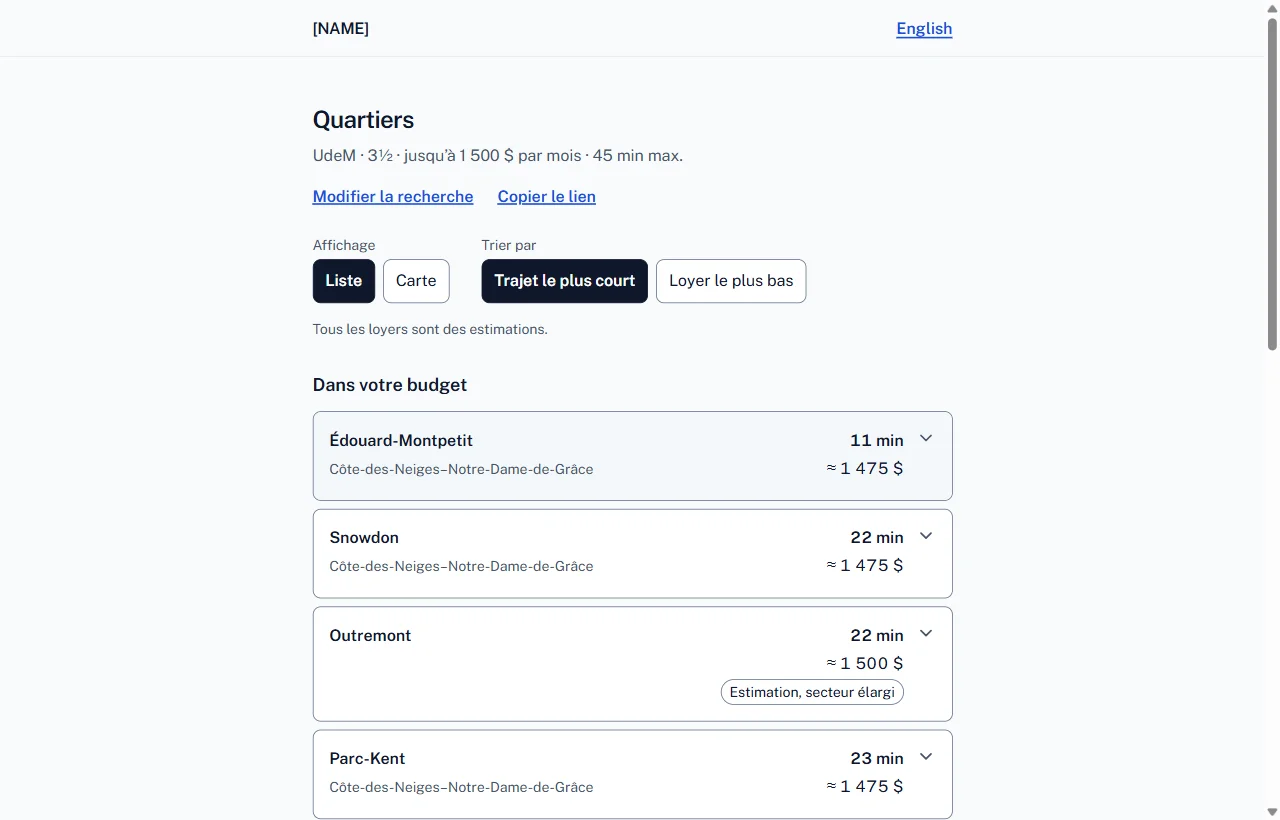 [NAME]
English
Quartiers
UdeM · 3½ · jusqu’à 1 500 $ par mois · 45 min max.
Modifier la recherche
Copier le lien
Affichage
Trier par
Liste
Carte
Trajet le plus court
Loyer le plus bas
Tous les loyers sont des estimations.
Dans votre budget
Édouard-Montpetit
11 min
Côte-des-Neiges–Notre-Dame-de-Grâce
≈ 1 475 $
Snowdon
22 min
Côte-des-Neiges–Notre-Dame-de-Grâce
≈ 1 475 $
Outremont
22 min
≈ 1 500 $
Estimation, secteur élargi
Parc-Kent
23 min
Côte-des-Neiges–Notre-Dame-de-Grâce
≈ 1 475 $